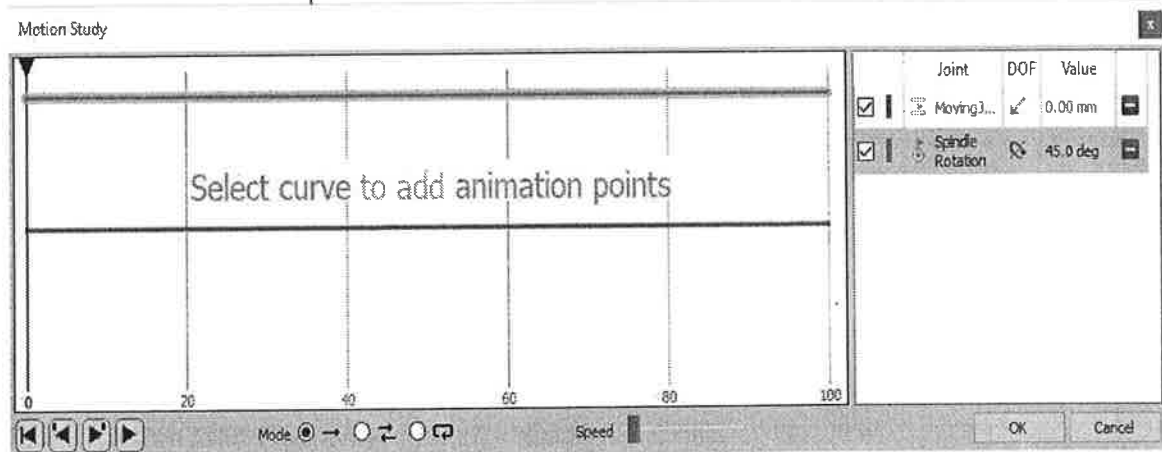 Motion Study
x
Joint DOF Value
MovingJ... 0.00 mm
Spindle
Rotation 45.0 deg
Select curve to add animation points
0 20 40 60 80 100
Mode Speed OK Cancel